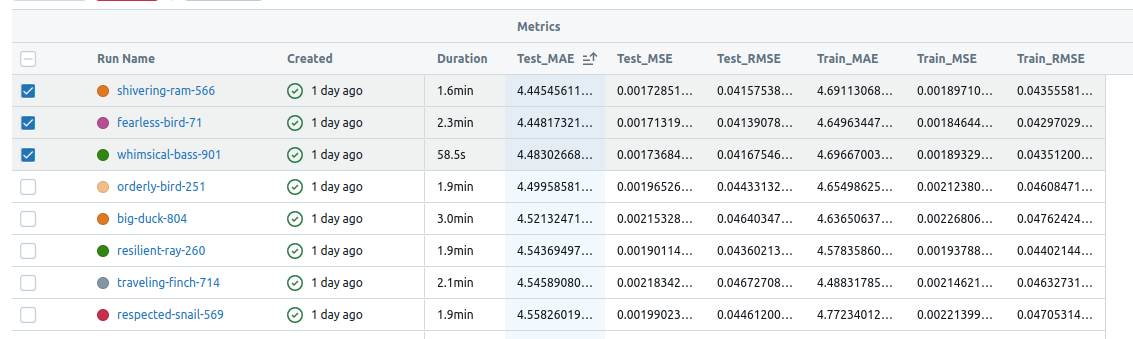 Metrics
Run Name Created Duration Test_MAE Test_MSE Test_RMSE Train_MAE Train_MSE Train_RMSE
shivering-ram-566 1 day ago 1.6min 4.44545611... 0.00172851... 0.04157538... 4.69113068... 0.00189710... 0.04355581...
fearless-bird-71 1 day ago 2.3min 4.44817321... 0.00171319... 0.04139078... 4.64963447... 0.00184644... 0.04297029...
whimsical-bass-901 1 day ago 58.5s 4.48302668... 0.00173684... 0.04167546... 4.69667003... 0.00189329... 0.04351200...
orderly-bird-251 1 day ago 1.9min 4.49958581... 0.00196526... 0.04433132... 4.65498625... 0.00212380... 0.04608471...
big-duck-804 1 day ago 3.0min 4.52132471... 0.00215328... 0.04640347... 4.63650637... 0.00226806... 0.04762424...
resilient-ray-260 1 day ago 1.9min 4.54369497... 0.00190114... 0.04360213... 4.57835860... 0.00193788... 0.04402144...
traveling-finch-714 1 day ago 2.1min 4.54589080... 0.00218342... 0.04672708... 4.48831785... 0.00214621... 0.04632731...
respected-snail-569 1 day ago 1.9min 4.55826019... 0.00199023... 0.04461200... 4.77234012... 0.00221399... 0.04705314...